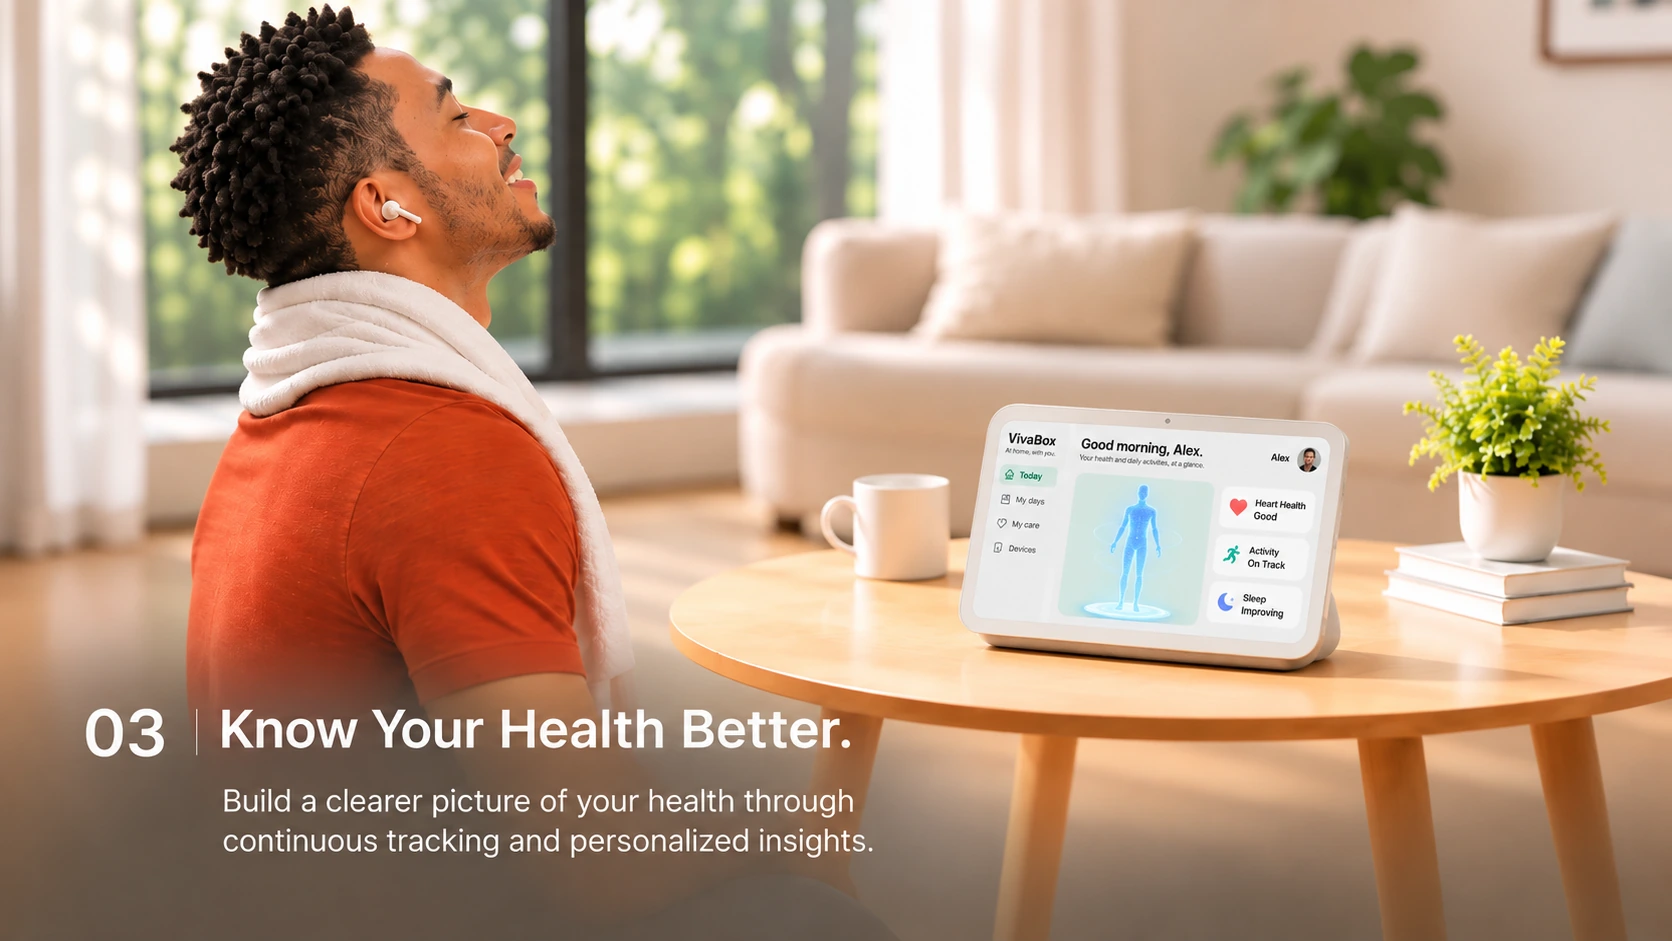 VivaBox
At home, with you.
Today
My days
My care
Devices
Good morning, Alex.
Your health and daily activities, at a glance.
Alex
Heart Health
Good
Activity
On Track
Sleep
Improving
03
Know Your Health Better.
Build a clearer picture of your health through
continuous tracking and personalized insights.